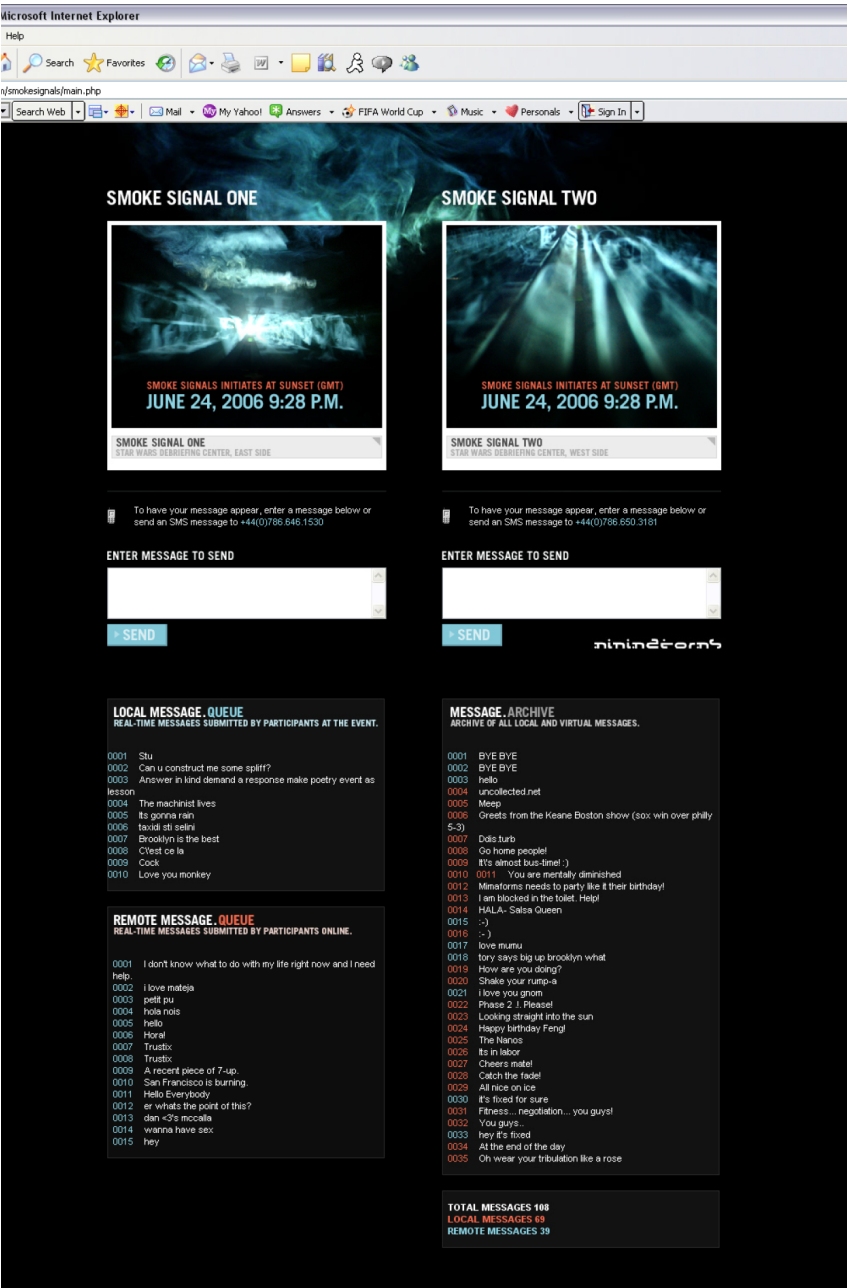 Microsoft Internet Explorer
Help
Search Favorites
n/smokesignals/main.php
Search Web Mail My Yahoo! Answers FIFA World Cup Music Personals Sign In
SMOKE SIGNAL ONE
SMOKE SIGNALS INITIATES AT SUNSET (GMT)
JUNE 24, 2006 9:28 P.M.
SMOKE SIGNAL ONE
STAR WARS DEBRIEFING CENTER, EAST SIDE
To have your message appear, enter a message below or
send an SMS message to +44(0)786.646.1530
ENTER MESSAGE TO SEND
SEND
SMOKE SIGNAL TWO
SMOKE SIGNALS INITIATES AT SUNSET (GMT)
JUNE 24, 2006 9:28 P.M.
SMOKE SIGNAL TWO
STAR WARS DEBRIEFING CENTER, WEST SIDE
To have your message appear, enter a message below or
send an SMS message to +44(0)786.650.3181
ENTER MESSAGE TO SEND
SEND
LOCAL MESSAGE.QUEUE
REAL-TIME MESSAGES SUBMITTED BY PARTICIPANTS AT THE EVENT.
0001 Stu
0002 Can u construct me some spliff?
0003 Answer in kind demand a response make poetry event as
lesson
0004 The machinist lives
0005 Its gonna rain
0006 taxidi sti selini
0007 Brooklyn is the best
0008 C\'est ce la
0009 Cock
0010 Love you monkey
REMOTE MESSAGE.QUEUE
REAL-TIME MESSAGES SUBMITTED BY PARTICIPANTS ONLINE.
0001 I don't know what to do with my life right now and I need
help.
0002 i love mateja
0003 petit pu
0004 hola nois
0005 hello
0006 Hora!
0007 Trustix
0008 Trustix
0009 A recent piece of 7-up.
0010 San Francisco is burning.
0011 Hello Everybody
0012 er whats the point of this?
0013 dan <3's mccalla
0014 wanna have sex
0015 hey
MESSAGE.ARCHIVE
ARCHIVE OF ALL LOCAL AND VIRTUAL MESSAGES.
0001 BYE BYE
0002 BYE BYE
0003 hello
0004 uncollected.net
0005 Meep
0006 Greets from the Keane Boston show (sox win over philly
5-3)
0007 Ddis.turb
0008 Go home people!
0009 It\'s almost bus-time! :)
0010 0011 You are mentally diminished
0012 Mimaforms needs to party like it their birthday!
0013 I am blocked in the toilet. Help!
0014 HALA- Salsa Queen
0015 :-)
0016 :- )
0017 love mumu
0018 tory says big up brooklyn what
0019 How are you doing?
0020 Shake your rump-a
0021 i love you gnom
0022 Phase 2 .!. Please!
0023 Looking straight into the sun
0024 Happy birthday Feng!
0025 The Nanos
0026 Its in labor
0027 Cheers mate!
0028 Catch the fade!
0029 All nice on ice
0030 it's fixed for sure
0031 Fitness... negotiation... you guys!
0032 You guys..
0033 hey it's fixed
0034 At the end of the day
0035 Oh wear your tribulation like a rose
TOTAL MESSAGES 108
LOCAL MESSAGES 69
REMOTE MESSAGES 39